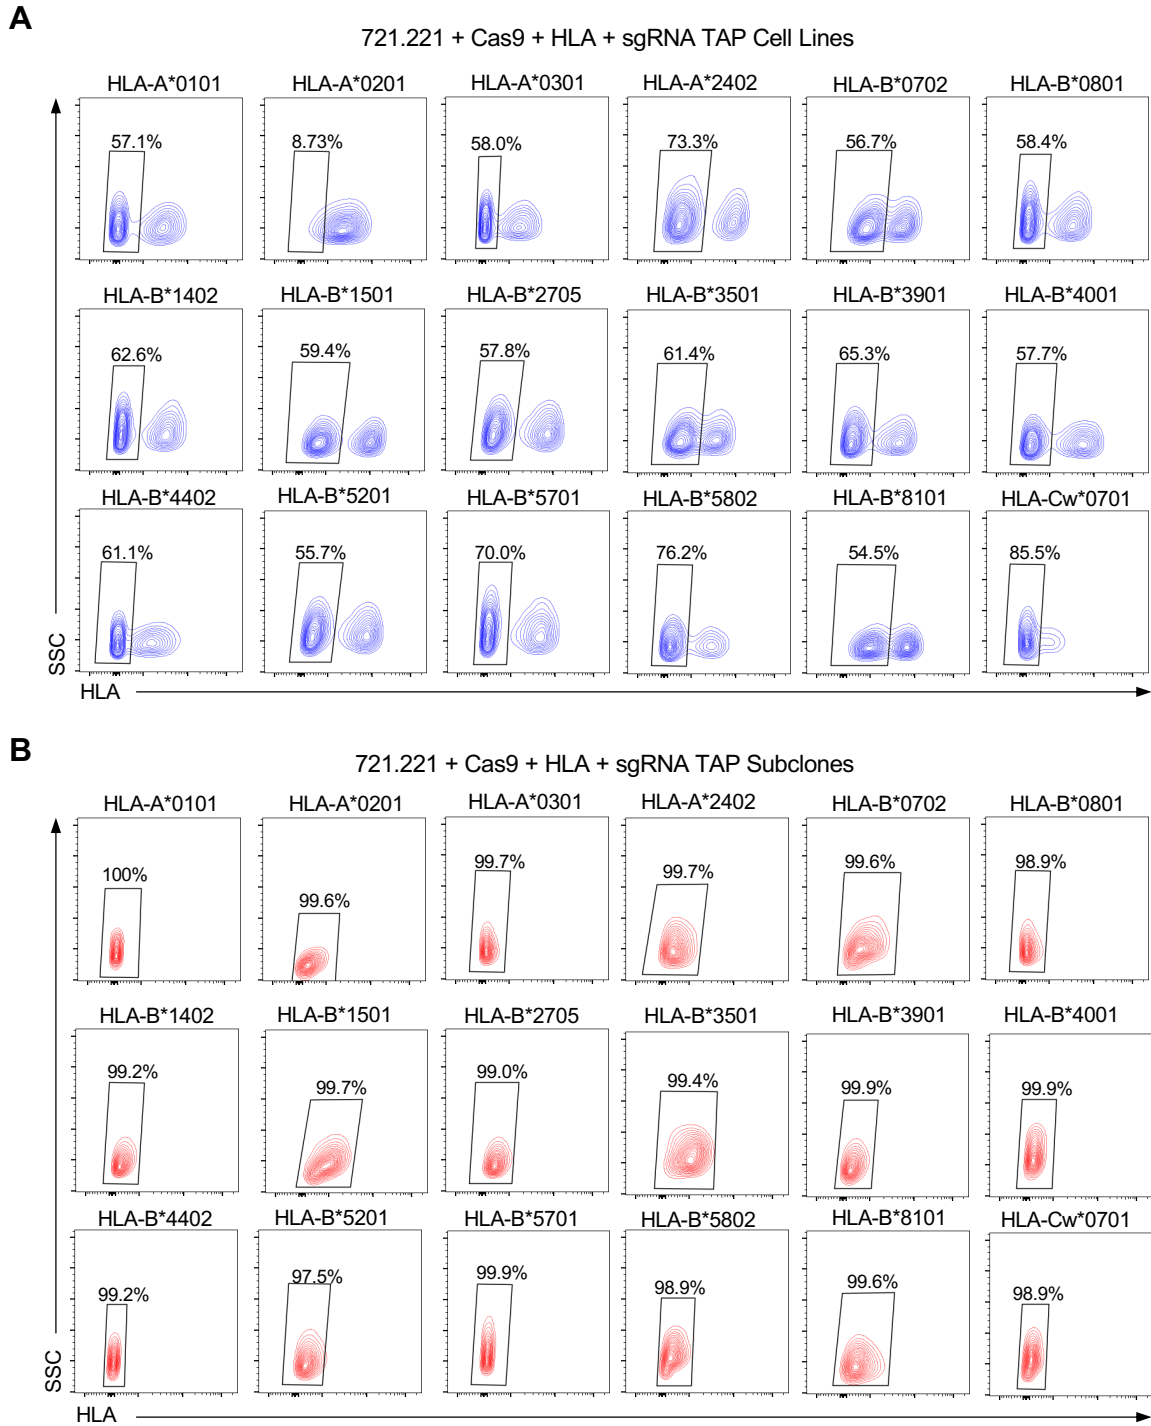 A
721.221 + Cas9 + HLA + sgRNA TAP Cell Lines
HLA-A*0101 HLA-A*0201 HLA-A*0301 HLA-A*2402 HLA-B*0702 HLA-B*0801
57.1% 8.73% 58.0% 73.3% 56.7% 58.4%
HLA-B*1402 HLA-B*1501 HLA-B*2705 HLA-B*3501 HLA-B*3901 HLA-B*4001
62.6% 59.4% 57.8% 61.4% 65.3% 57.7%
HLA-B*4402 HLA-B*5201 HLA-B*5701 HLA-B*5802 HLA-B*8101 HLA-Cw*0701
61.1% 55.7% 70.0% 76.2% 54.5% 85.5%
SSC
HLA
B
721.221 + Cas9 + HLA + sgRNA TAP Subclones
HLA-A*0101 HLA-A*0201 HLA-A*0301 HLA-A*2402 HLA-B*0702 HLA-B*0801
100% 99.6% 99.7% 99.7% 99.6% 98.9%
HLA-B*1402 HLA-B*1501 HLA-B*2705 HLA-B*3501 HLA-B*3901 HLA-B*4001
99.2% 99.7% 99.0% 99.4% 99.9% 99.9%
HLA-B*4402 HLA-B*5201 HLA-B*5701 HLA-B*5802 HLA-B*8101 HLA-Cw*0701
99.2% 97.5% 99.9% 98.9% 99.6% 98.9%
SSC
HLA